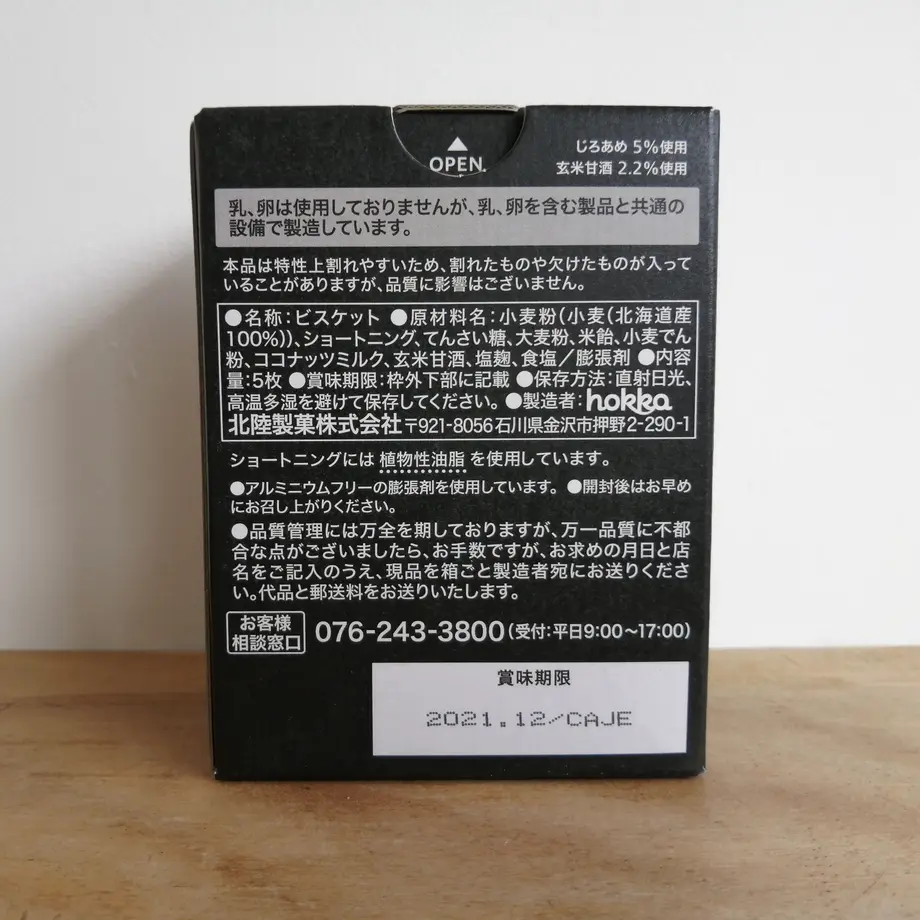 OPEN
じろあめ 5%使用
玄米甘酒 2.2%使用
乳、卵は使用しておりませんが、乳、卵を含む製品と共通の
設備で製造しています。
本品は特性上割れやすいため、割れたものや欠けたものが入って
いることがありますが、品質に影響はございません。
●名称:ビスケット ●原材料名:小麦粉(小麦(北海道産
100%))、ショートニング、てんさい糖、大麦粉、米飴、小麦でん
粉、ココナッツミルク、玄米甘酒、塩麹、食塩/膨張剤 ●内容
量:5枚 ●賞味期限:枠外下部に記載 ●保存方法:直射日光、
高温多湿を避けて保存してください。●製造者:hokka
北陸製菓株式会社 〒921-8056 石川県金沢市押野2-290-1
ショートニングには 植物性油脂 を使用しています。
●アルミニウムフリーの膨張剤を使用しています。●開封後はお早め
にお召し上がりください。
●品質管理には万全を期しておりますが、万一品質に不都
合な点がございましたら、お手数ですが、お求めの月日と店
名をご記入のうえ、現品を箱ごと製造者宛にお送りくださ
い。代品と郵送料をお送りいたします。
お客様
相談窓口 076-243-3800(受付:平日9:00~17:00)
賞味期限
2021.12/CAJE